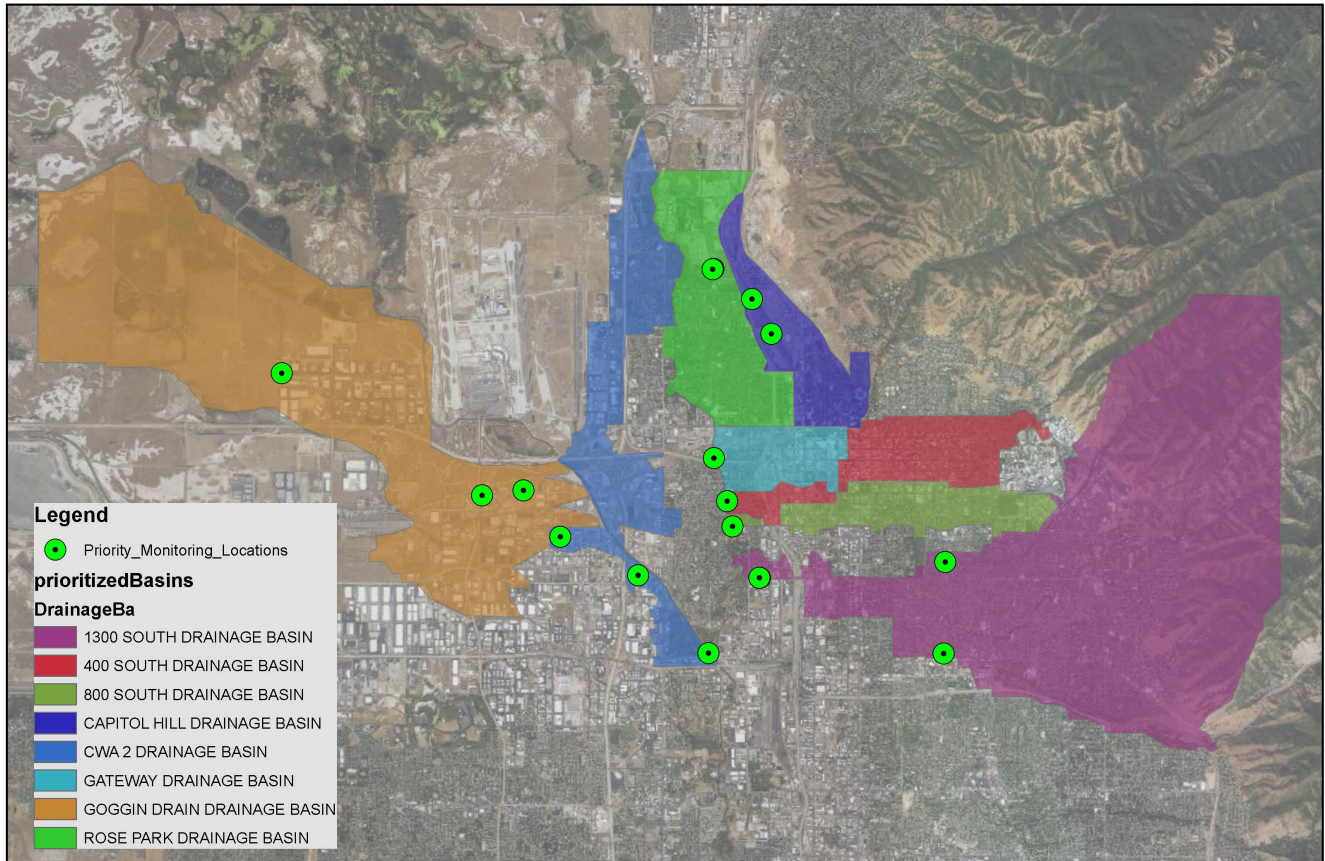 Legend
Priority_Monitoring_Locations
prioritizedBasins
DrainageBa
1300 SOUTH DRAINAGE BASIN
400 SOUTH DRAINAGE BASIN
800 SOUTH DRAINAGE BASIN
CAPITOL HILL DRAINAGE BASIN
CWA 2 DRAINAGE BASIN
GATEWAY DRAINAGE BASIN
GOGGIN DRAIN DRAINAGE BASIN
ROSE PARK DRAINAGE BASIN